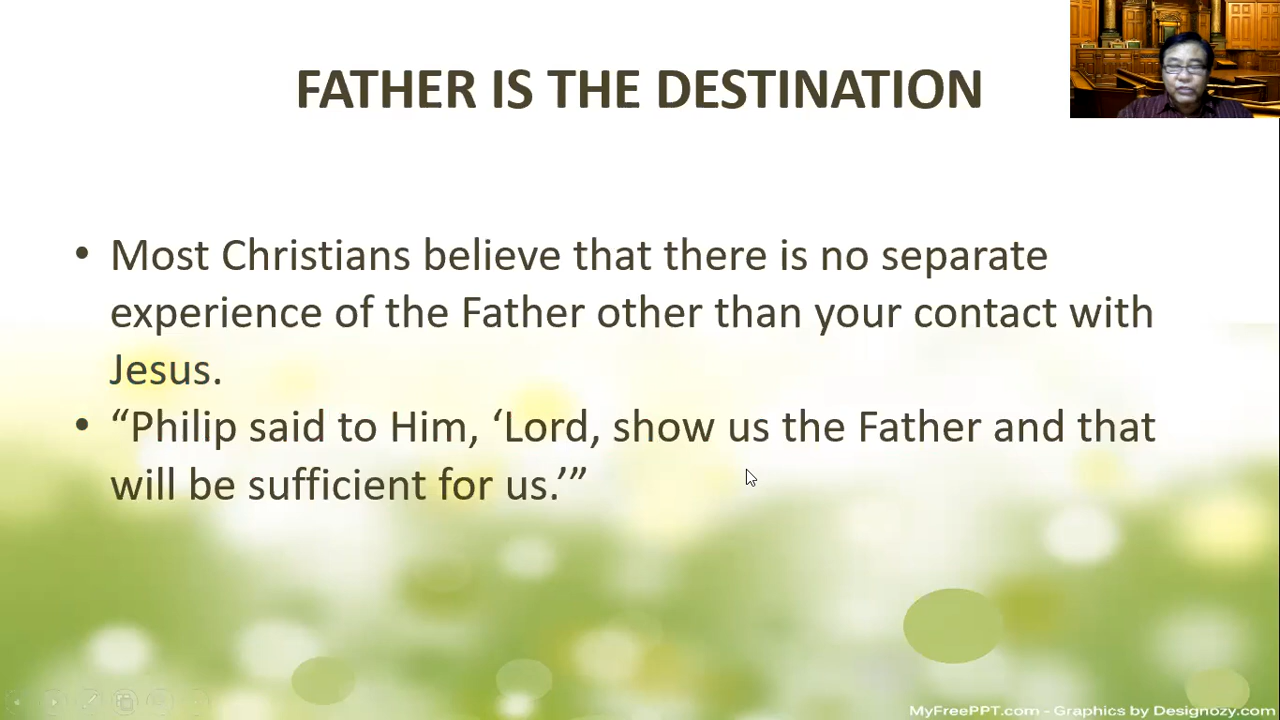 FATHER IS THE DESTINATION
• Most Christians believe that there is no separate
experience of the Father other than your contact with
Jesus.
• “Philip said to Him, ‘Lord, show us the Father and that
will be sufficient for us.’”
MyFreePPT.com - Graphics by Designozy.com